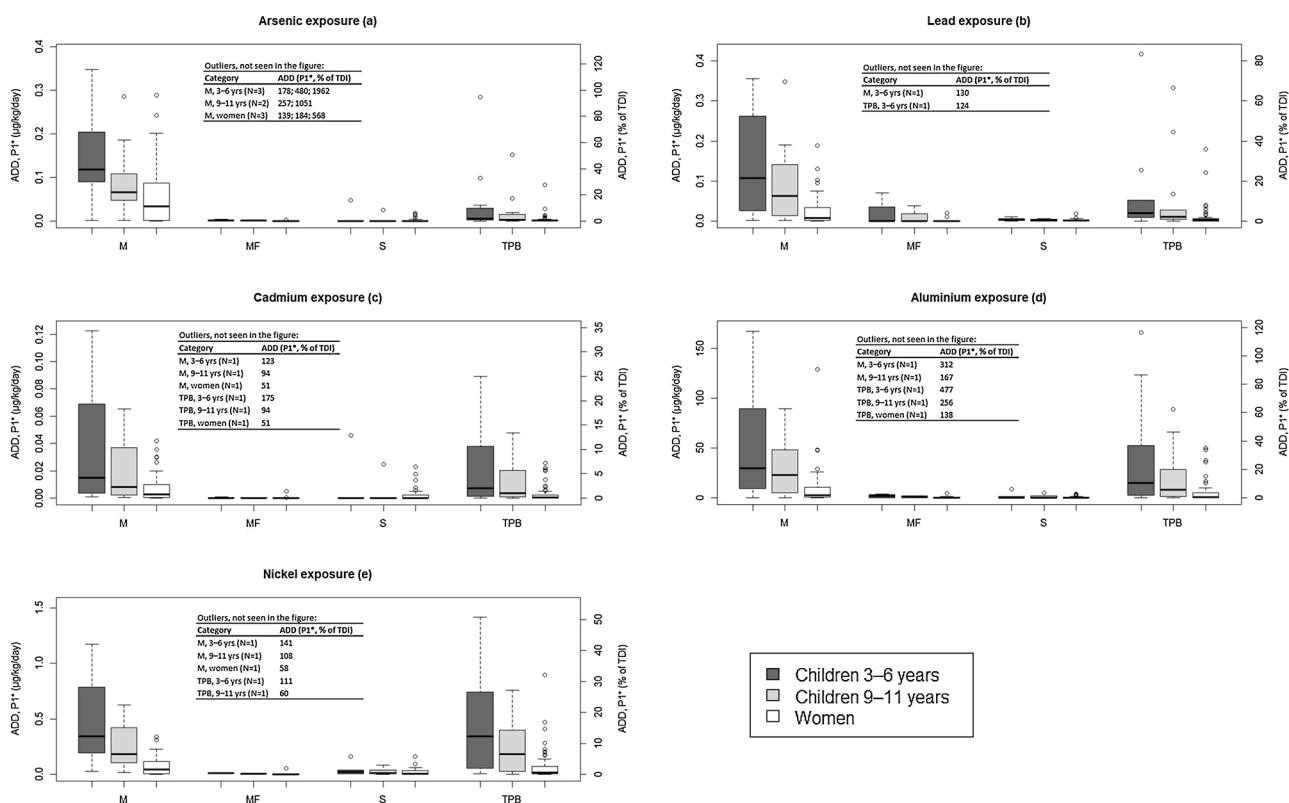 Arsenic exposure (a)
ADD, P1* (µg/kg/day)
0.0 0.1 0.2 0.3 0.4
Outliers, not seen in the figure:
Category ADD (P1*, % of TDI)
M, 3–6 yrs (N=3) 178; 480; 1962
M, 9–11 yrs (N=2) 257; 1051
M, women (N=3) 139; 184; 568
0 20 40 60 80 100 120
ADD, P1* (% of TDI)
M MF S TPB
Lead exposure (b)
ADD, P1* (µg/kg/day)
0.0 0.1 0.2 0.3 0.4
Outliers, not seen in the figure:
Category ADD (P1*, % of TDI)
M, 3–6 yrs (N=1) 130
TPB, 3–6 yrs (N=1) 124
0 20 40 60 80
ADD, P1* (% of TDI)
M MF S TPB
Cadmium exposure (c)
ADD, P1* (µg/kg/day)
0.00 0.02 0.04 0.06 0.08 0.10 0.12
Outliers, not seen in the figure:
Category ADD (P1*, % of TDI)
M, 3–6 yrs (N=1) 123
M, 9–11 yrs (N=1) 94
M, women (N=1) 51
TPB, 3–6 yrs (N=1) 175
TPB, 9–11 yrs (N=1) 94
TPB, women (N=1) 51
0 5 10 15 20 25 30 35
ADD, P1* (% of TDI)
M MF S TPB
Aluminium exposure (d)
ADD, P1* (µg/kg/day)
0 50 100 150
Outliers, not seen in the figure:
Category ADD (P1*, % of TDI)
M, 3–6 yrs (N=1) 312
M, 9–11 yrs (N=1) 167
TPB, 3–6 yrs (N=1) 477
TPB, 9–11 yrs (N=1) 256
TPB, women (N=1) 138
0 20 40 60 80 100 120
ADD, P1* (% of TDI)
M MF S TPB
Nickel exposure (e)
ADD, P1* (µg/kg/day)
0.0 0.5 1.0 1.5
Outliers, not seen in the figure:
Category ADD (P1*, % of TDI)
M, 3–6 yrs (N=1) 141
M, 9–11 yrs (N=1) 108
M, women (N=1) 58
TPB, 3–6 yrs (N=1) 111
TPB, 9–11 yrs (N=1) 60
0 10 20 30 40 50
ADD, P1* (% of TDI)
M MF S TPB
Children 3–6 years
Children 9–11 years
Women